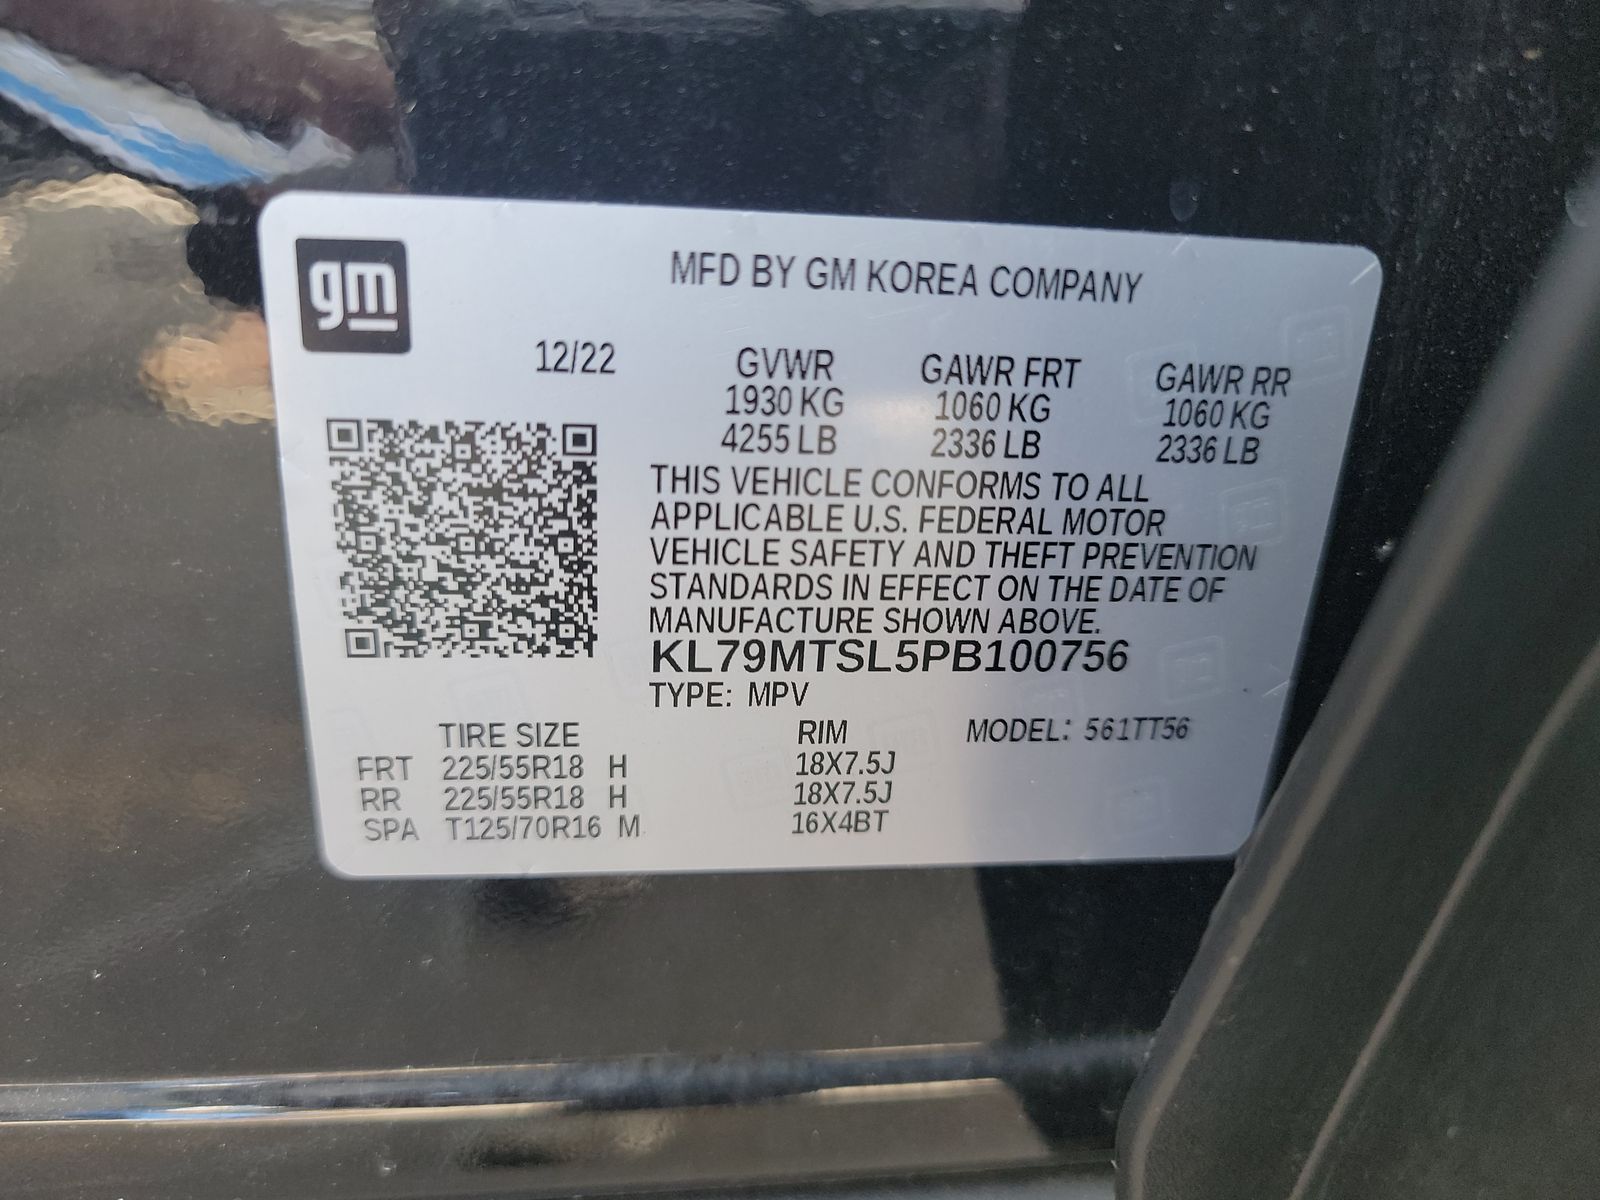 gm
MFD BY GM KOREA COMPANY
12/22 GVWR GAWR FRT GAWR RR
1930 KG 1060 KG 1060 KG
4255 LB 2336 LB 2336 LB
THIS VEHICLE CONFORMS TO ALL
APPLICABLE U.S. FEDERAL MOTOR
VEHICLE SAFETY AND THEFT PREVENTION
STANDARDS IN EFFECT ON THE DATE OF
MANUFACTURE SHOWN ABOVE.
KL79MTSL5PB100756
TYPE: MPV
TIRE SIZE RIM MODEL: 561TT56
FRT 225/55R18 H 18X7.5J
RR 225/55R18 H 18X7.5J
SPA T125/70R16 M 16X4BT